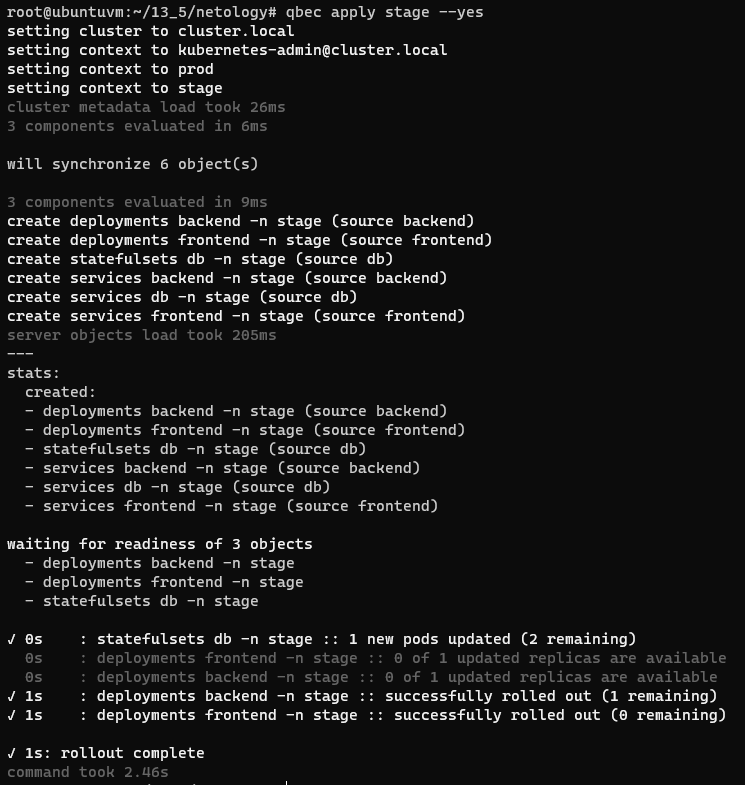 root@ubuntuvm:~/13_5/netology# qbec apply stage --yes
setting cluster to cluster.local
setting context to kubernetes-admin@cluster.local
setting context to prod
setting context to stage
cluster metadata load took 26ms
3 components evaluated in 6ms
will synchronize 6 object(s)
3 components evaluated in 9ms
create deployments backend -n stage (source backend)
create deployments frontend -n stage (source frontend)
create statefulsets db -n stage (source db)
create services backend -n stage (source backend)
create services db -n stage (source db)
create services frontend -n stage (source frontend)
server objects load took 205ms
---
stats:
  created:
  - deployments backend -n stage (source backend)
  - deployments frontend -n stage (source frontend)
  - statefulsets db -n stage (source db)
  - services backend -n stage (source backend)
  - services db -n stage (source db)
  - services frontend -n stage (source frontend)
waiting for readiness of 3 objects
  - deployments backend -n stage
  - deployments frontend -n stage
  - statefulsets db -n stage
✓ 0s    : statefulsets db -n stage :: 1 new pods updated (2 remaining)
  0s    : deployments frontend -n stage :: 0 of 1 updated replicas are available
  0s    : deployments backend -n stage :: 0 of 1 updated replicas are available
✓ 1s    : deployments backend -n stage :: successfully rolled out (1 remaining)
✓ 1s    : deployments frontend -n stage :: successfully rolled out (0 remaining)
✓ 1s: rollout complete
command took 2.46s